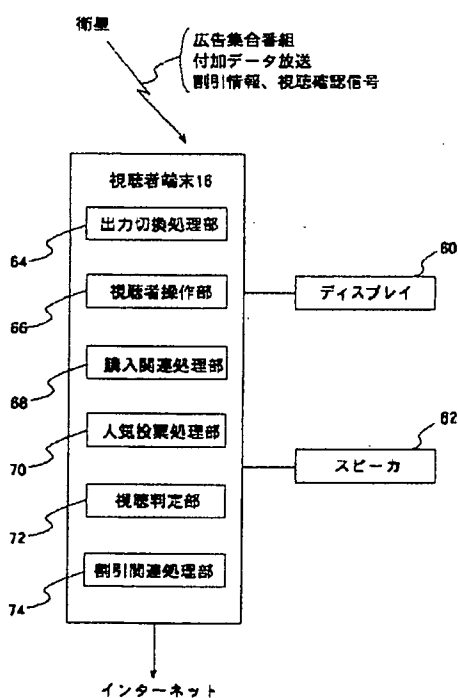 衛星
広告集合番組
付加データ放送
割引情報、視聴確認信号
視聴者端末16
出力切換処理部
64
視聴者操作部
66
購入関連処理部
68
人気投票処理部
70
視聴判定部
72
割引関連処理部
74
60
ディスプレイ
62
スピーカ
インターネット